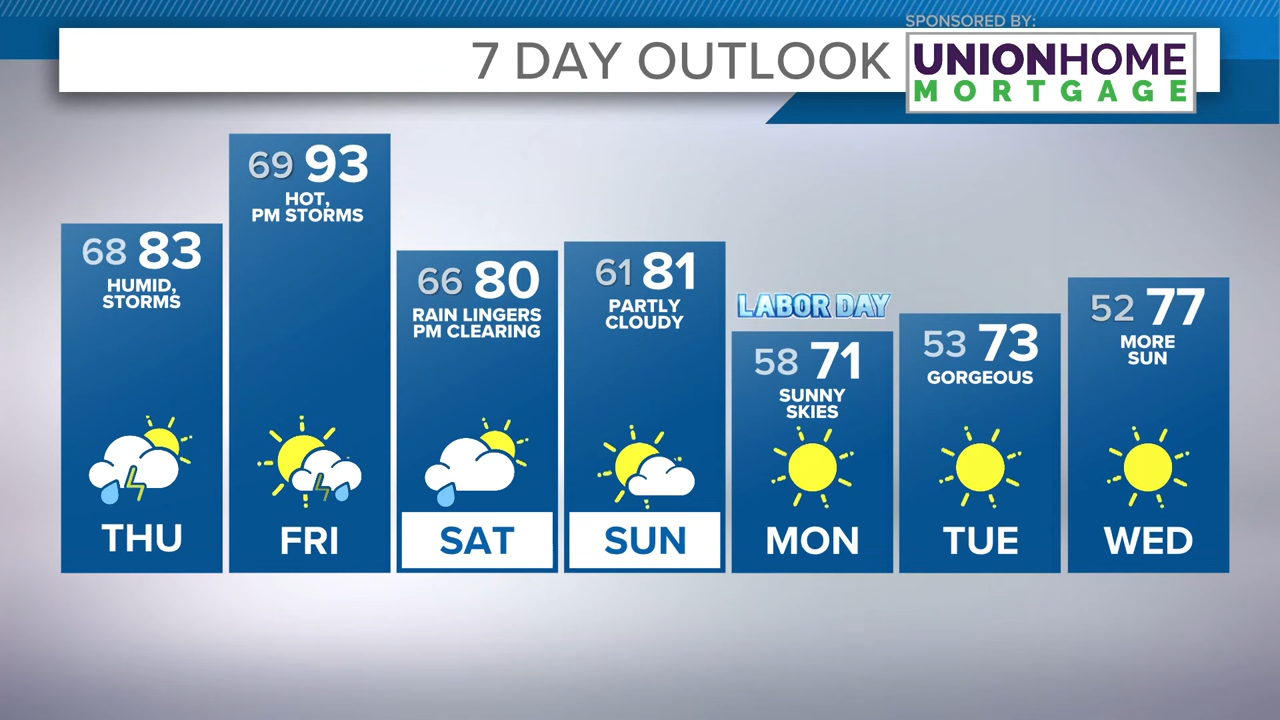 SPONSORED BY:
7 DAY OUTLOOK
UNIONHOME
MORTGAGE
68 83
HUMID,
STORMS
THU
69 93
HOT,
PM STORMS
FRI
66 80
RAIN LINGERS
PM CLEARING
SAT
61 81
PARTLY
CLOUDY
SUN
LABOR DAY
58 71
SUNNY
SKIES
MON
53 73
GORGEOUS
TUE
52 77
MORE
SUN
WED